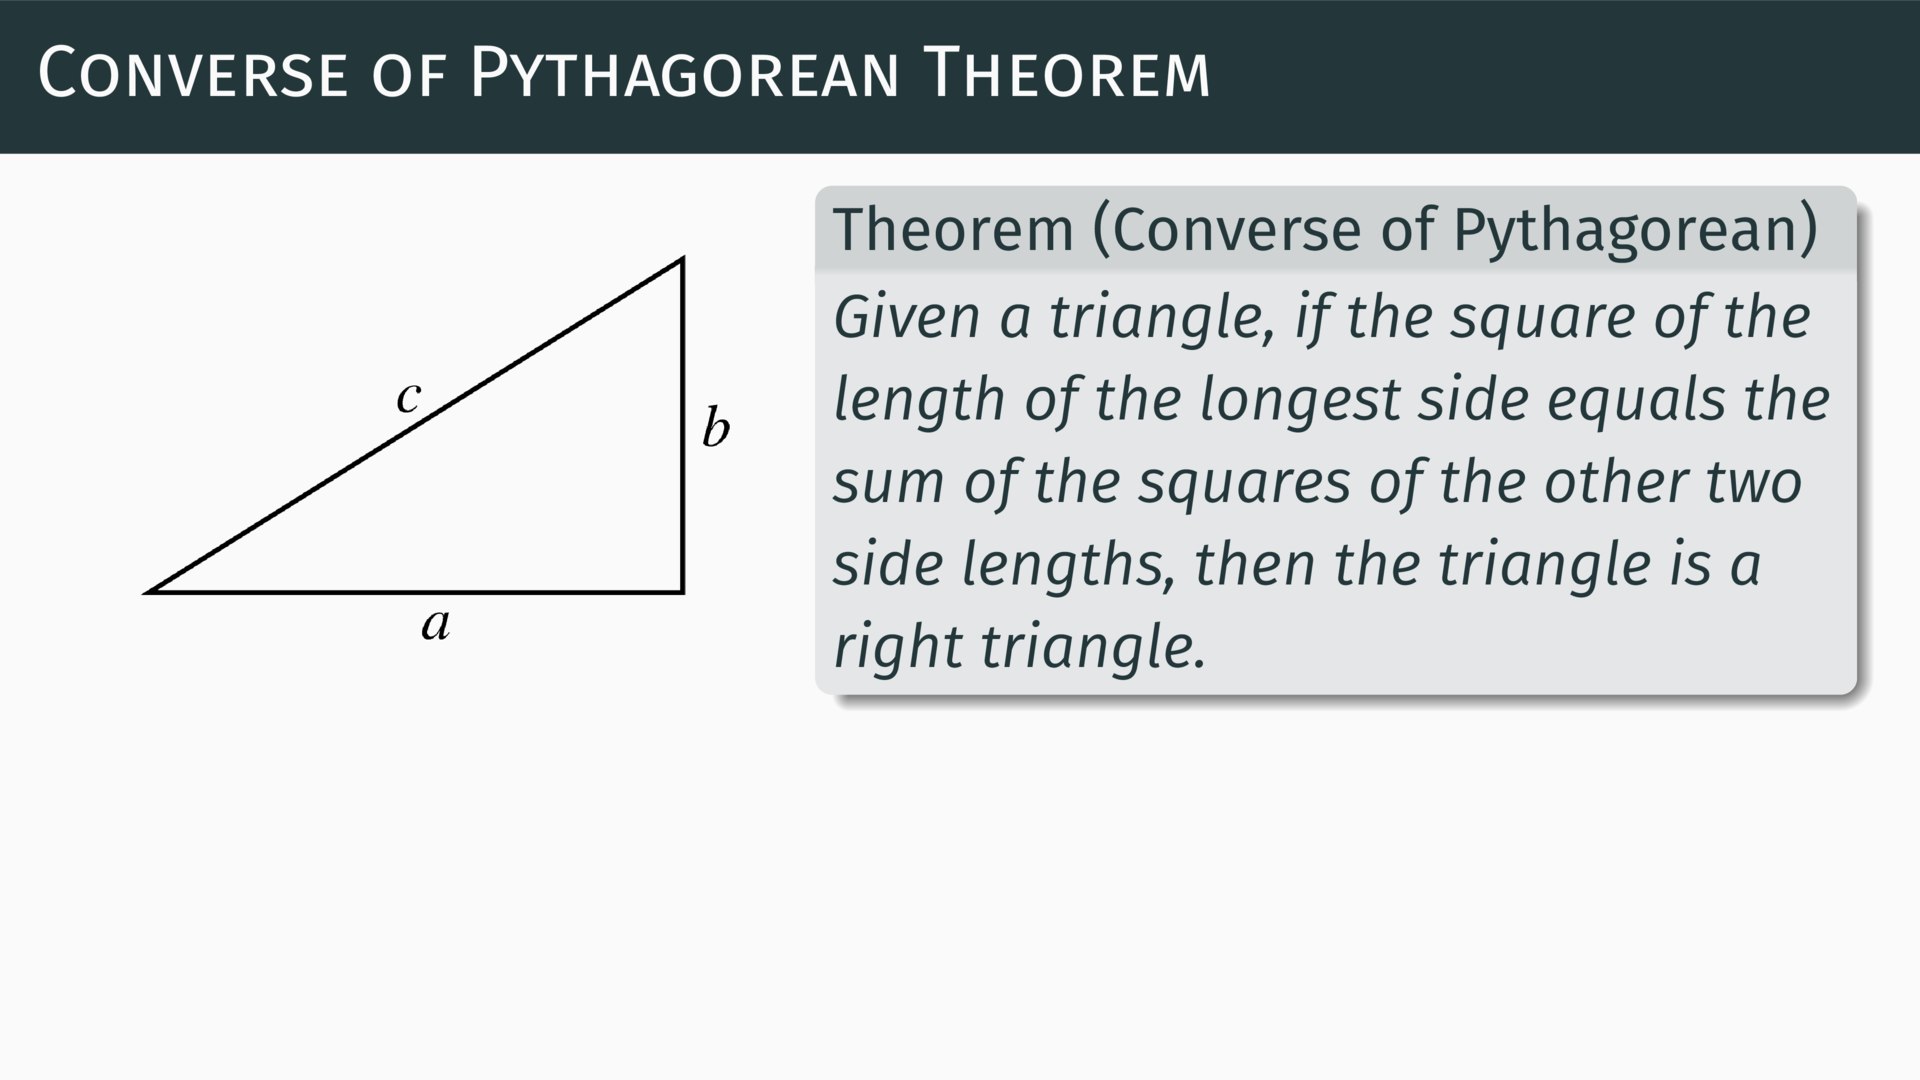 Converse of Pythagorean Theorem
c
b
a
Theorem (Converse of Pythagorean)
Given a triangle, if the square of the
length of the longest side equals the
sum of the squares of the other two
side lengths, then the triangle is a
right triangle.